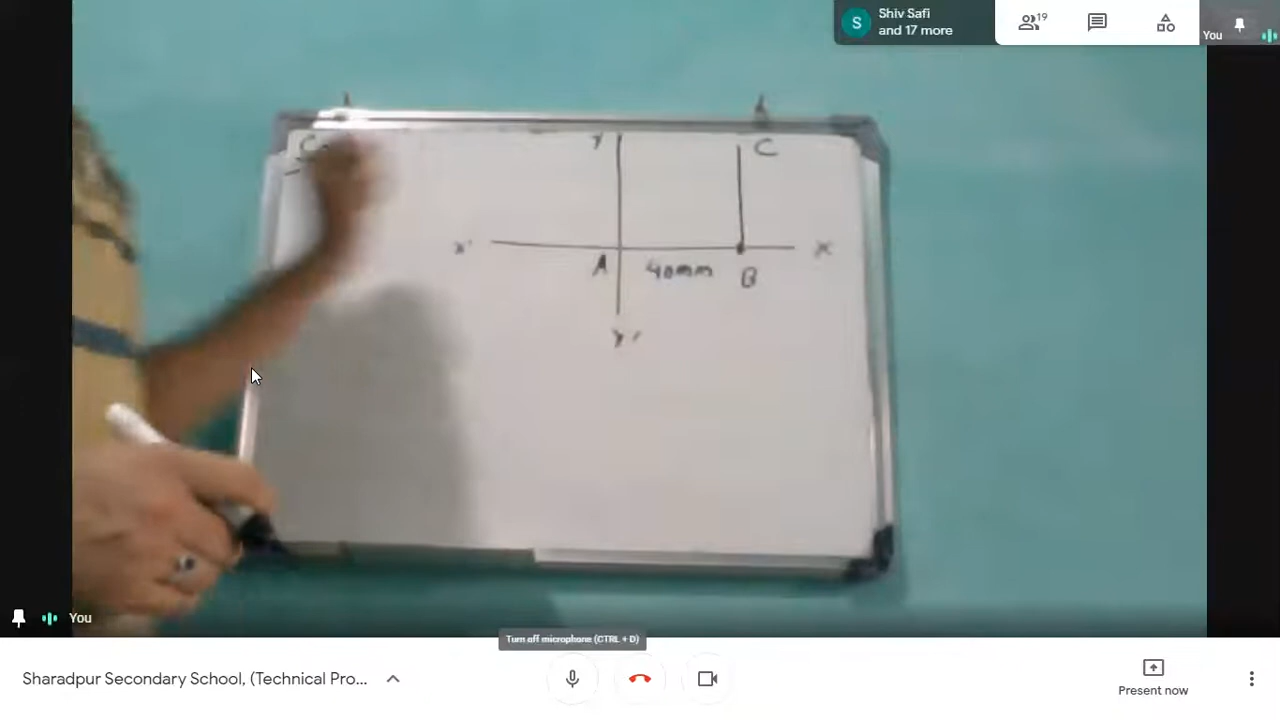 Shiv Safi
and 17 more
S
19
You
Y
C
X'
X
A
40mm
B
Y'
You
Turn off microphone (CTRL + D)
Sharadpur Secondary School, (Technical Pro...
Present now